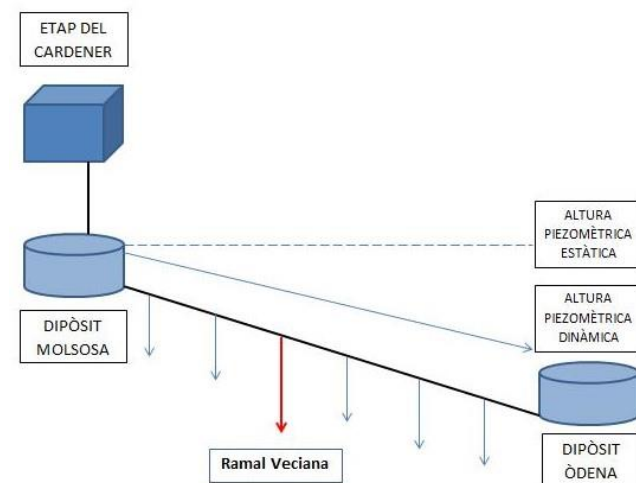 ETAP DEL
CARDENER
ALTURA
PIEZOMÈTRICA
ESTÀTICA
DIPÒSIT
MOLSOSA
ALTURA
PIEZOMÈTRICA
DINÀMICA
Ramal Veciana
DIPÒSIT
ÒDENA